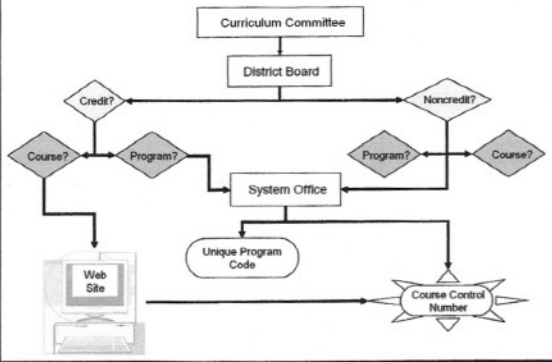 Curriculum Committee
District Board
Credit?
Noncredit?
Course?
Program?
Program?
Course?
System Office
Unique Program
Code
Web
Site
Course Control
Number